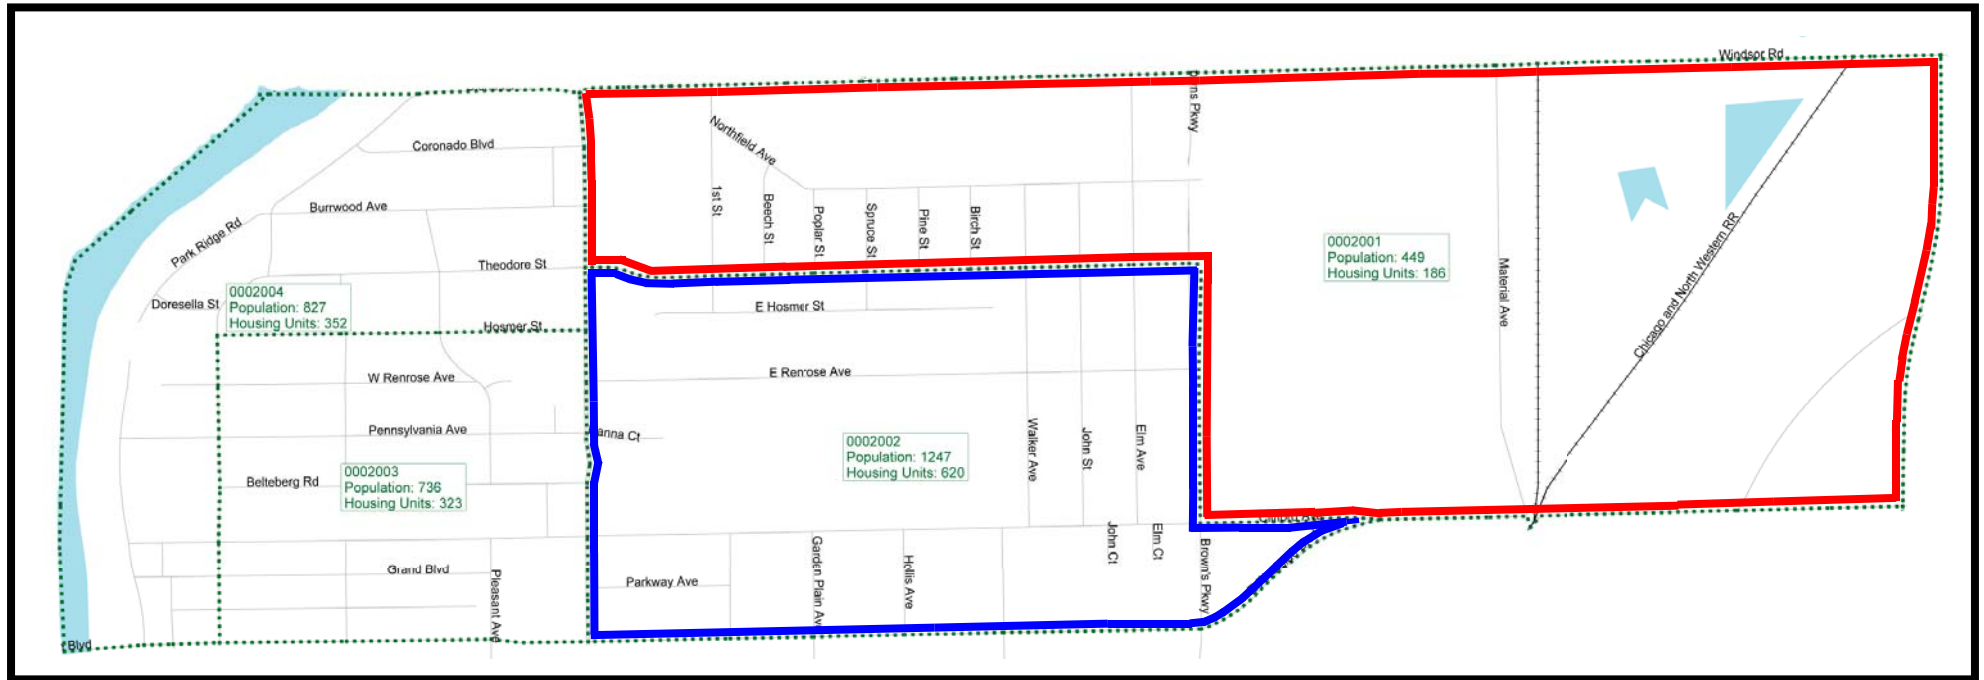 Windsor Rd
Coronado Blvd
Northfield Ave
Burrwood Ave
Park Ridge Rd
1st St
Beech St
Poplar St
Spruce St
Pine St
Birch St
Theodore St
Doresella St
0002004
Population: 827
Housing Units: 352
Hosmer St
E Hosmer St
0002001
Population: 449
Housing Units: 186
Material Ave
Chicago and North Western RR
W Renrose Ave
E Renrose Ave
Pennsylvania Ave
anna Ct
Walker Ave
John St
Elm Ave
0002002
Population: 1247
Housing Units: 620
Belteberg Rd
0002003
Population: 736
Housing Units: 323
John Ct
Elm Ct
Brown's Pkwy
Grand Blvd
Pleasant Ave
Parkway Ave
Garden Plain Av
Hollis Ave
Blvd